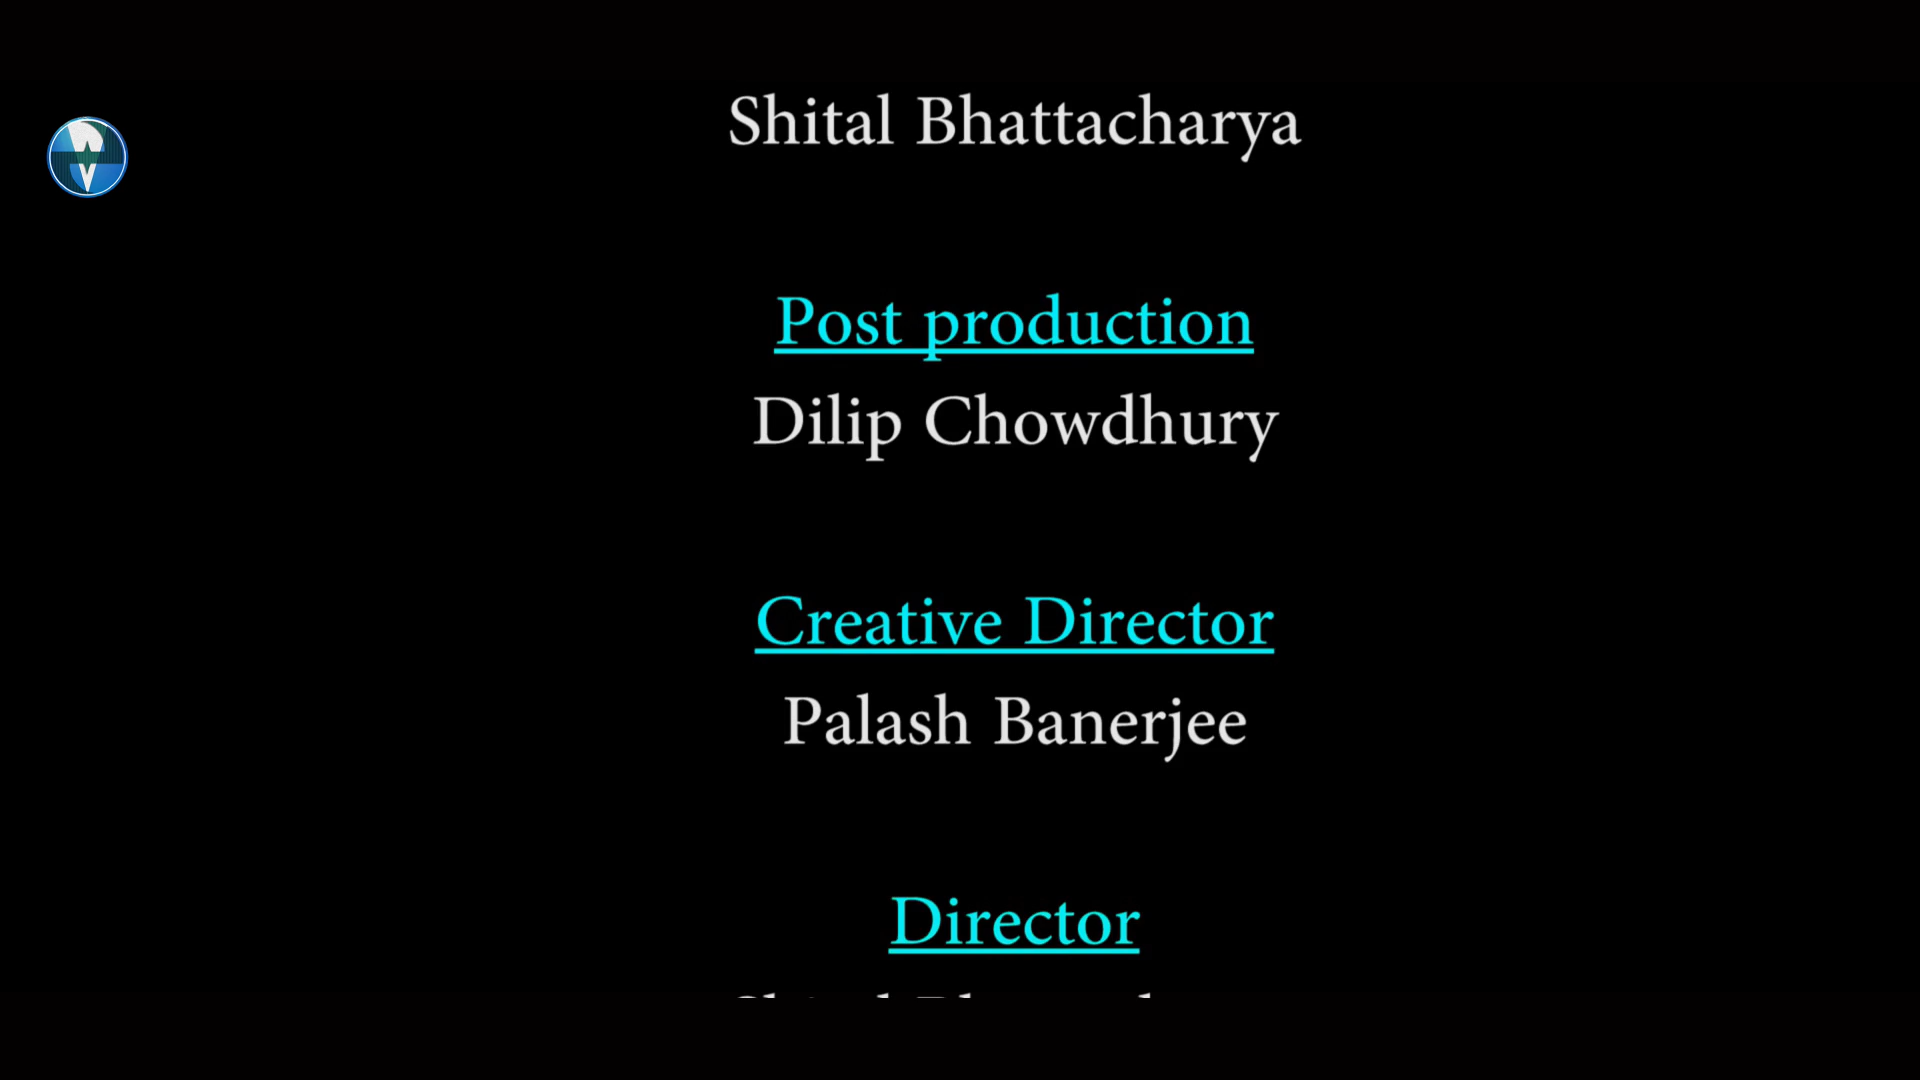 Shital Bhattacharya
Post production
Dilip Chowdhury
Creative Director
Palash Banerjee
Director